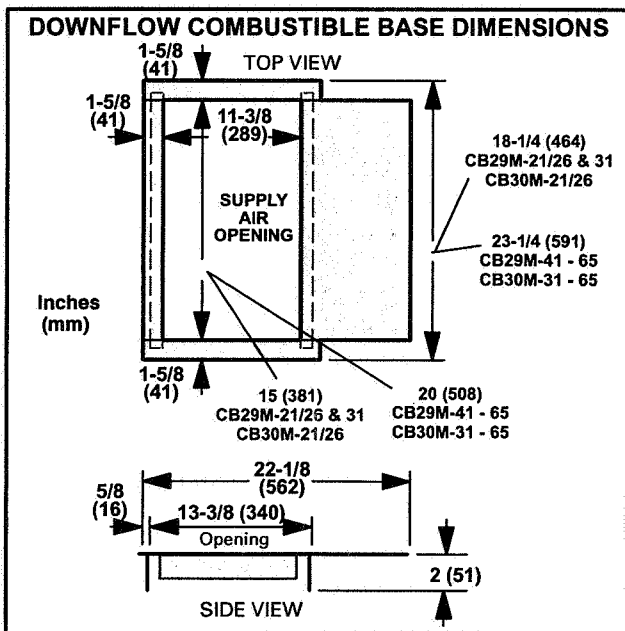 DOWNFLOW COMBUSTIBLE BASE DIMENSIONS
1-5/8
(41)
TOP VIEW
1-5/8
(41)
11-3/8
(289)
18-1/4 (464)
CB29M-21/26 & 31
CB30M-21/26
SUPPLY
AIR
OPENING
23-1/4 (591)
CB29M-41 - 65
CB30M-31 - 65
Inches
(mm)
1-5/8
(41)
15 (381)
CB29M-21/26 & 31
CB30M-21/26
20 (508)
CB29M-41 - 65
CB30M-31 - 65
22-1/8
(562)
5/8
(16)
13-3/8 (340)
Opening
2 (51)
SIDE VIEW